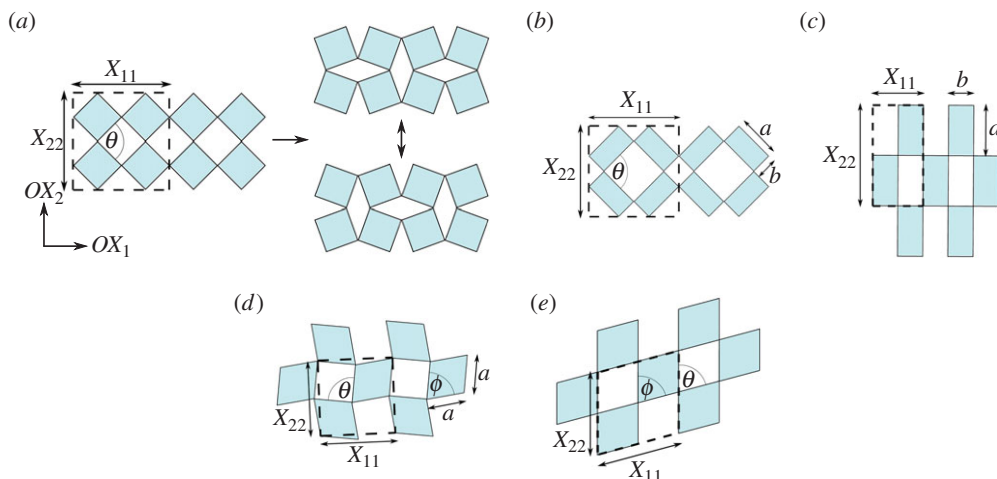 (a)
X11
X22
θ
OX2
OX1
(b)
X11
X22
θ
a
b
(c)
X11
b
a
X22
(d)
θ
ϕ
a
a
X22
X11
(e)
ϕ
θ
X22
X11